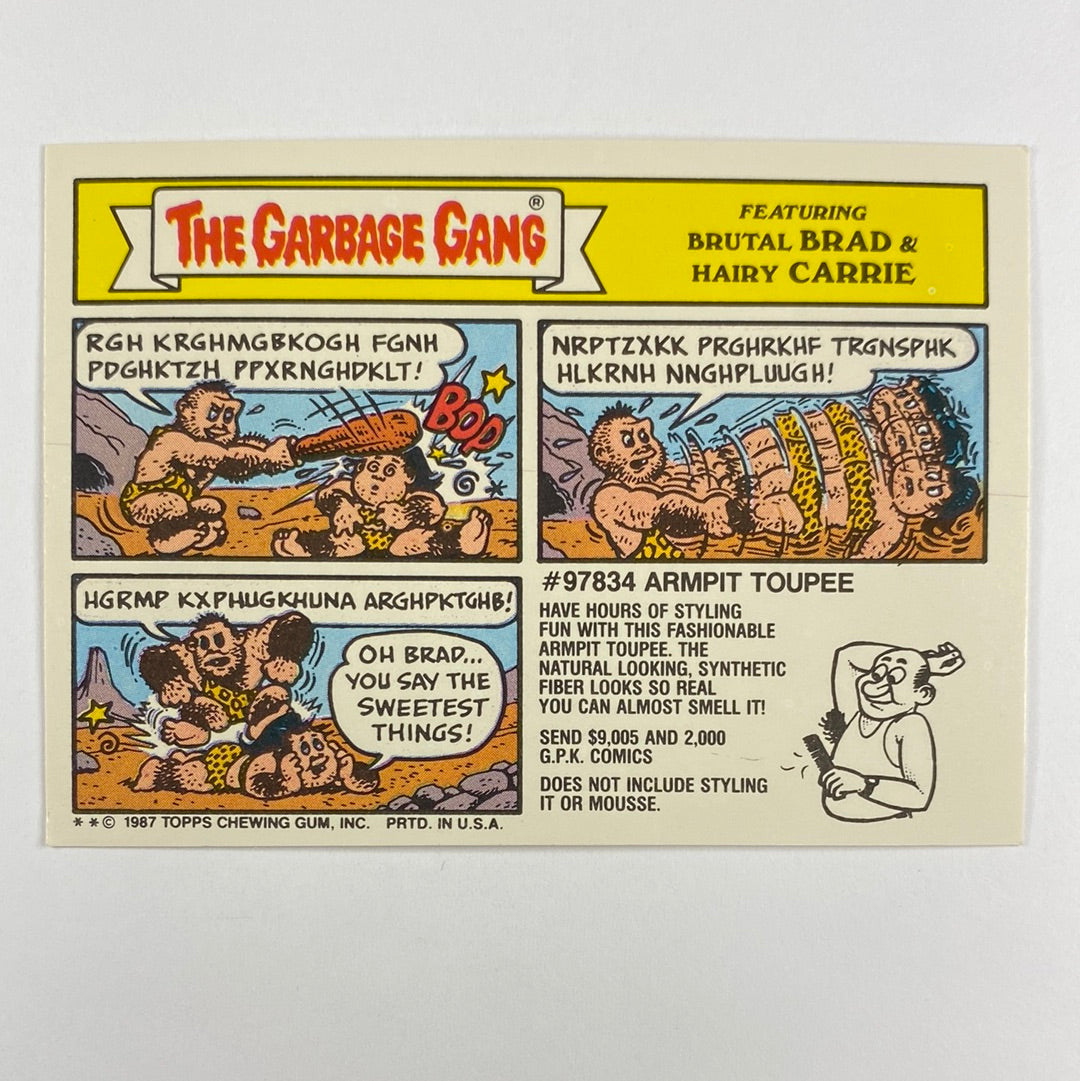 THE GARBAGE GANG®
FEATURING
BRUTAL BRAD &
HAIRY CARRIE
RGH KRGHMGBKOGH FGNH
PDGHKTZH PPXRNGHDKLT!
BOP
NRPTZXKK PRGHRKHF TRGNSPHK
HLKRNH NNGHPLUUGH!
HGRMP KXPHUGKHUNA ARGHPKTGHB!
OH BRAD...
YOU SAY THE
SWEETEST
THINGS!
#97834 ARMPIT TOUPEE
HAVE HOURS OF STYLING
FUN WITH THIS FASHIONABLE
ARMPIT TOUPEE. THE
NATURAL LOOKING, SYNTHETIC
FIBER LOOKS SO REAL
YOU CAN ALMOST SMELL IT!
SEND $9,005 AND 2,000
G.P.K. COMICS
DOES NOT INCLUDE STYLING
IT OR MOUSSE.
* * © 1987 TOPPS CHEWING GUM, INC. PRTD. IN U.S.A.